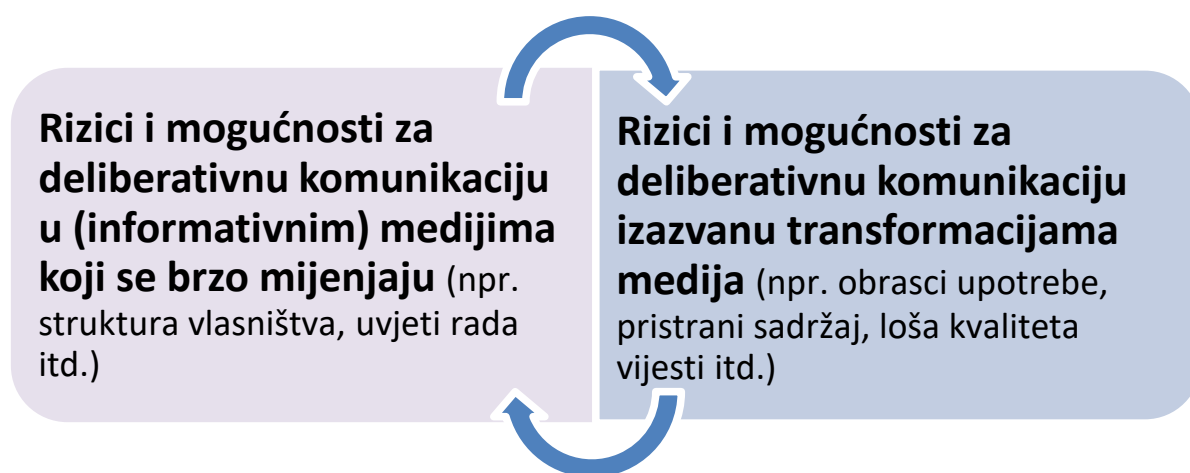 Rizici i mogućnosti za
deliberativnu komunikaciju
u (informativnim) medijima
koji se brzo mijenjaju (npr.
struktura vlasništva, uvjeti rada
itd.)
Rizici i mogućnosti za
deliberativnu komunikaciju
izazvanu transformacijama
medija (npr. obrasci upotrebe,
pristrani sadržaj, loša kvaliteta
vijesti itd.)